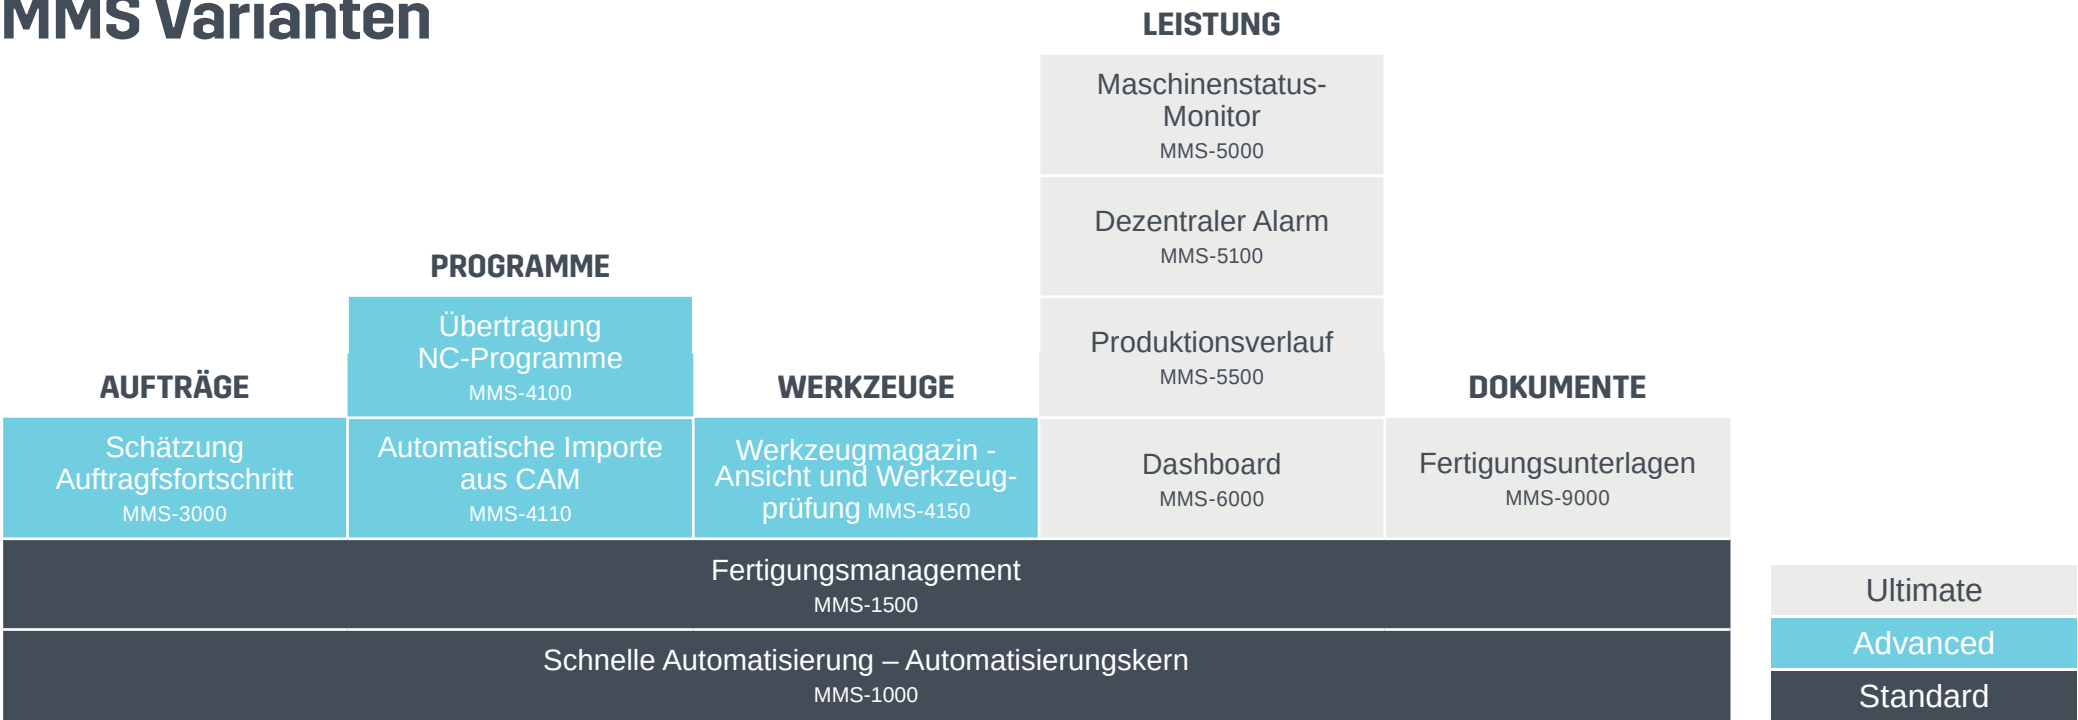 MMS Varianten
LEISTUNG
Maschinenstatus-
Monitor
MMS-5000
Dezentraler Alarm
MMS-5100
PROGRAMME
Übertragung
NC-Programme
MMS-4100
Produktionsverlauf
MMS-5500
AUFTRÄGE
WERKZEUGE
DOKUMENTE
Schätzung
Auftragfsfortschritt
MMS-3000
Automatische Importe
aus CAM
MMS-4110
Werkzeugmagazin -
Ansicht und Werkzeug-
prüfung MMS-4150
Dashboard
MMS-6000
Fertigungsunterlagen
MMS-9000
Fertigungsmanagement
MMS-1500
Schnelle Automatisierung – Automatisierungskern
MMS-1000
Ultimate
Advanced
Standard